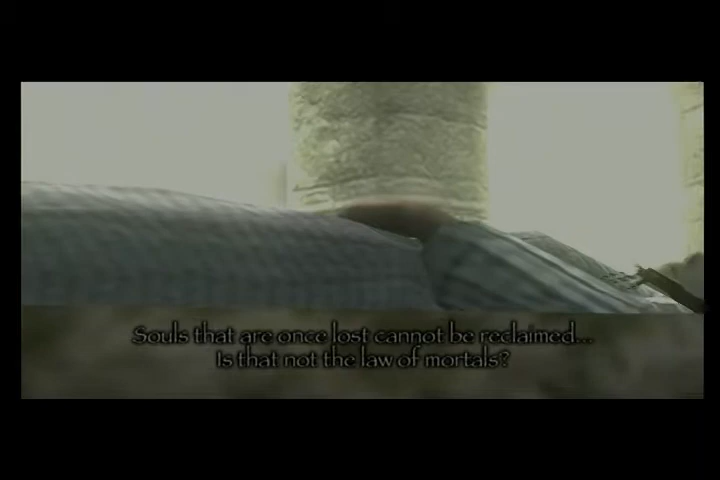 Souls that are once lost cannot be reclaimed...
Is that not the law of mortals?